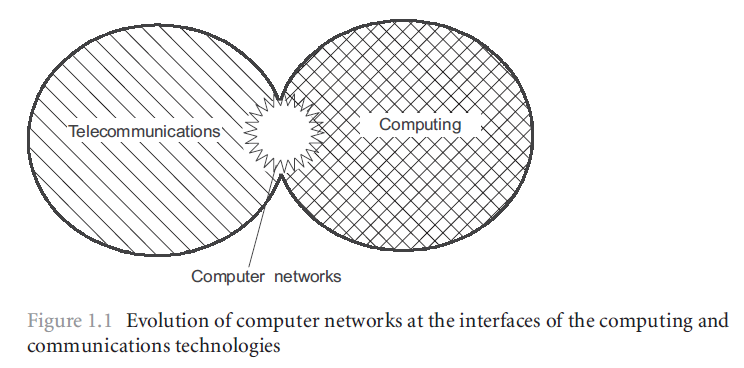 Telecommunications
Computing
Computer networks
Figure 1.1 Evolution of computer networks at the interfaces of the computing and
communications technologies